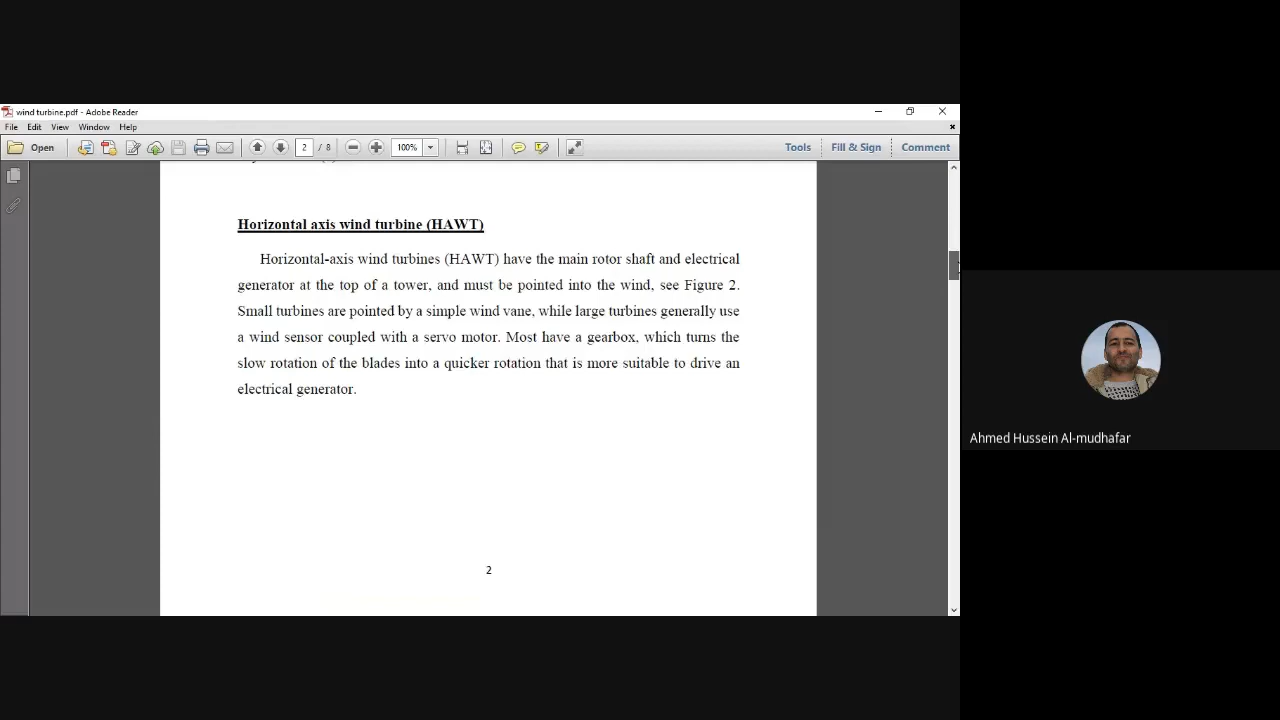 wind turbine.pdf - Adobe Reader
File Edit View Window Help
Open 2 / 8 100% Tools Fill & Sign Comment
Horizontal axis wind turbine (HAWT)
Horizontal-axis wind turbines (HAWT) have the main rotor shaft and electrical
generator at the top of a tower, and must be pointed into the wind, see Figure 2.
Small turbines are pointed by a simple wind vane, while large turbines generally use
a wind sensor coupled with a servo motor. Most have a gearbox, which turns the
slow rotation of the blades into a quicker rotation that is more suitable to drive an
electrical generator.
2
Ahmed Hussein Al-mudhafar